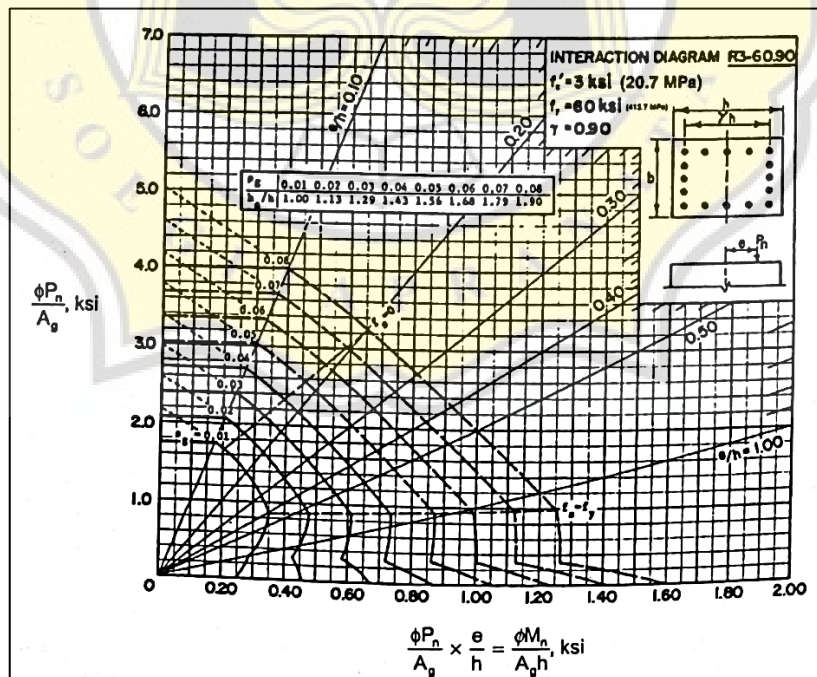 INTERACTION DIAGRAM R3-60.90
f'c = 3 ksi (20.7 MPa)
fy = 60 ksi (413.7 MPa)
γ = 0.90
h
γh
b
e
Pn
7.0
6.0
5.0
4.0
3.0
2.0
1.0
0
ϕPn/Ag, ksi
e/h = 0.10
0.20
0.30
0.40
0.50
e/h = 1.00
ρg 0.01 0.02 0.03 0.04 0.05 0.06 0.07 0.08
1.00 1.13 1.29 1.43 1.56 1.68 1.79 1.90
0.08
0.07
0.06
0.05
0.04
0.03
0.02
ρg = 0.01
fs = 0
fs = fy
0 0.20 0.40 0.60 0.80 1.00 1.20 1.40 1.60 1.80 2.00
ϕPn/Ag × e/h = ϕMn/Agh, ksi